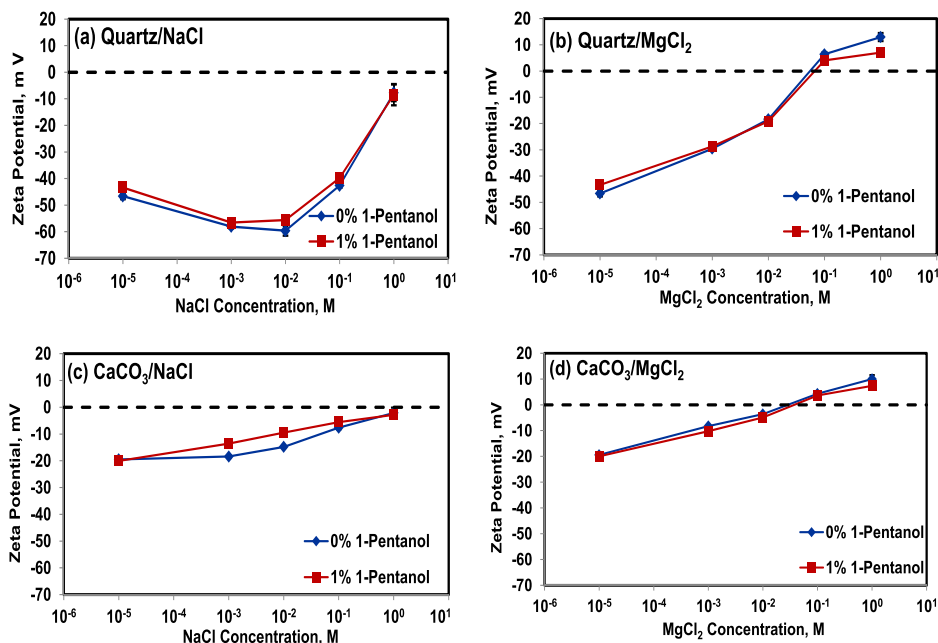 (a) Quartz/NaCl
Zeta Potential, m V
20
10
0
-10
-20
-30
-40
-50
-60
-70
0% 1-Pentanol
1% 1-Pentanol
10⁻⁶ 10⁻⁵ 10⁻⁴ 10⁻³ 10⁻² 10⁻¹ 10⁰ 10¹
NaCl Concentration, M
(b) Quartz/MgCl₂
Zeta Potential, mV
20
10
0
-10
-20
-30
-40
-50
-60
-70
0% 1-Pentanol
1% 1-Pentanol
10⁻⁶ 10⁻⁵ 10⁻⁴ 10⁻³ 10⁻² 10⁻¹ 10⁰ 10¹
MgCl₂ Concentration, M
(c) CaCO₃/NaCl
Zeta Potential, mV
20
10
0
-10
-20
-30
-40
-50
-60
-70
0% 1-Pentanol
1% 1-Pentanol
10⁻⁶ 10⁻⁵ 10⁻⁴ 10⁻³ 10⁻² 10⁻¹ 10⁰ 10¹
NaCl Concentration, M
(d) CaCO₃/MgCl₂
Zeta Potential, mV
20
10
0
-10
-20
-30
-40
-50
-60
-70
0% 1-Pentanol
1% 1-Pentanol
10⁻⁶ 10⁻⁵ 10⁻⁴ 10⁻³ 10⁻² 10⁻¹ 10⁰ 10¹
MgCl₂ Concentration, M